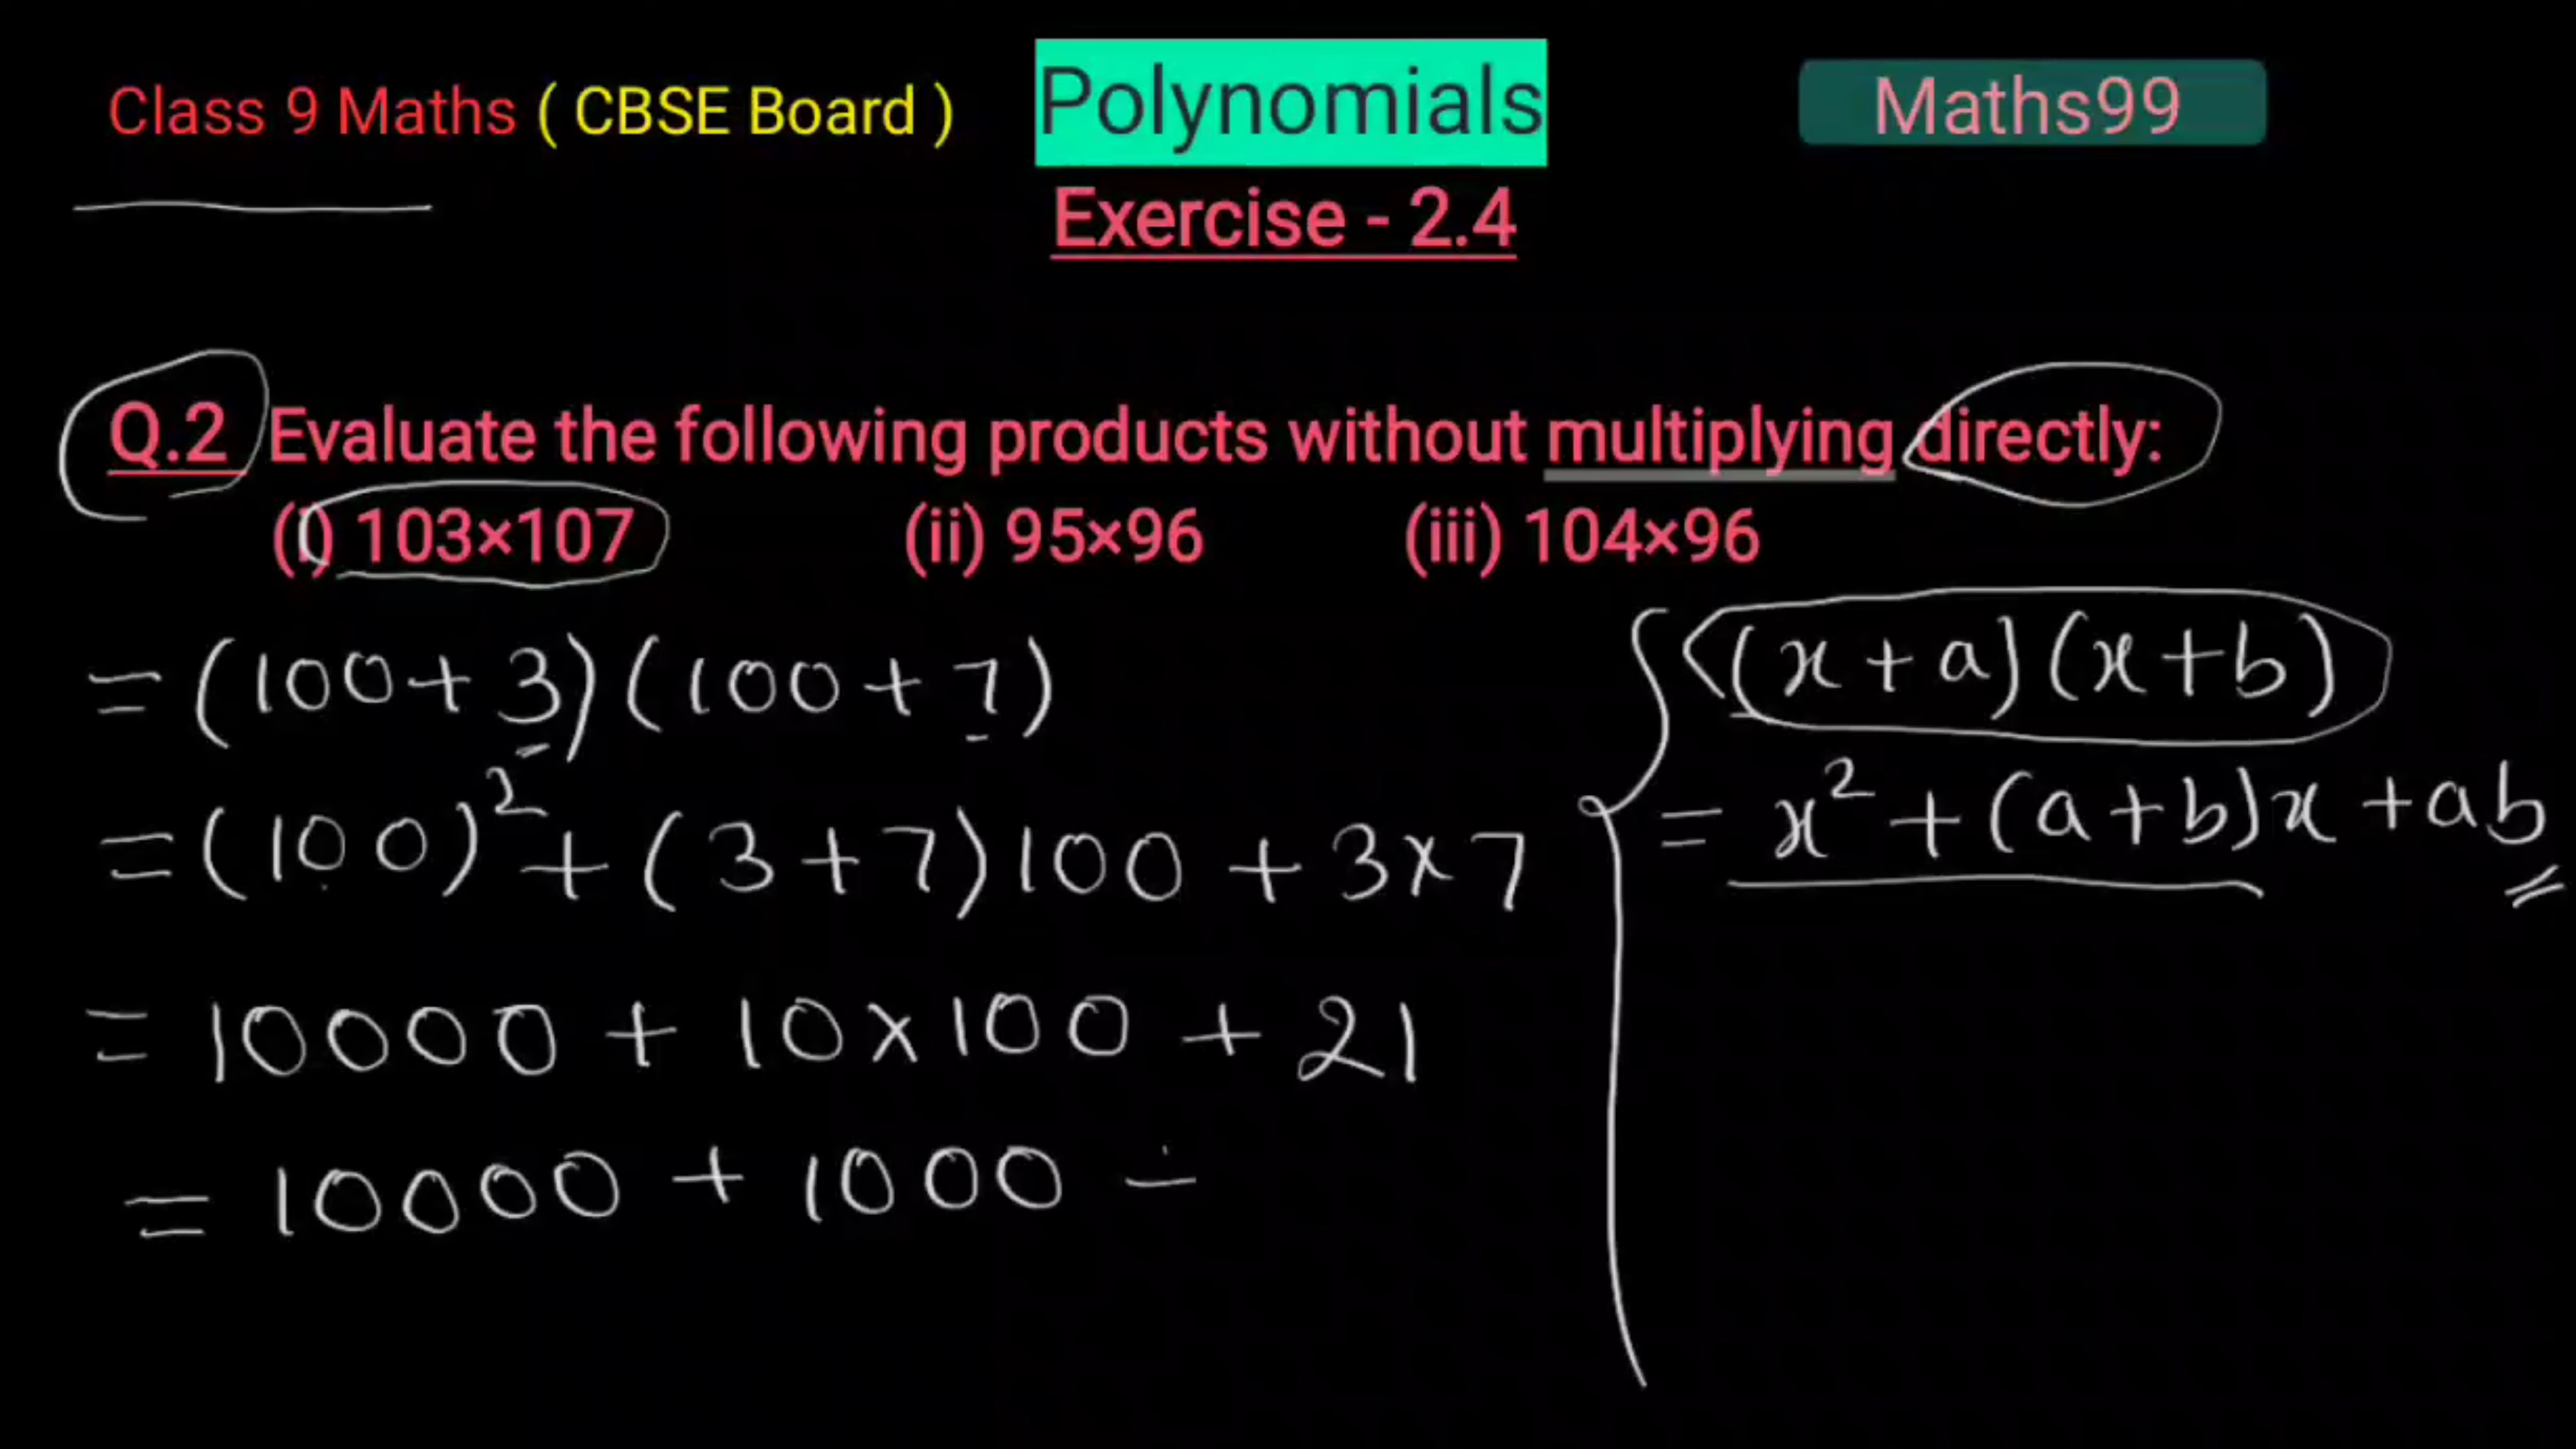 Class 9 Maths ( CBSE Board )
Polynomials
Maths99
Exercise - 2.4
Q.2 Evaluate the following products without multiplying directly:
(i) 103×107 (ii) 95×96 (iii) 104×96
= (100 + 3) (100 + 7)
(x + a) (x + b)
= (100)² + (3 + 7) 100 + 3 × 7
= x² + (a + b) x + ab
= 10000 + 10 × 100 + 21
= 10000 + 1000 –